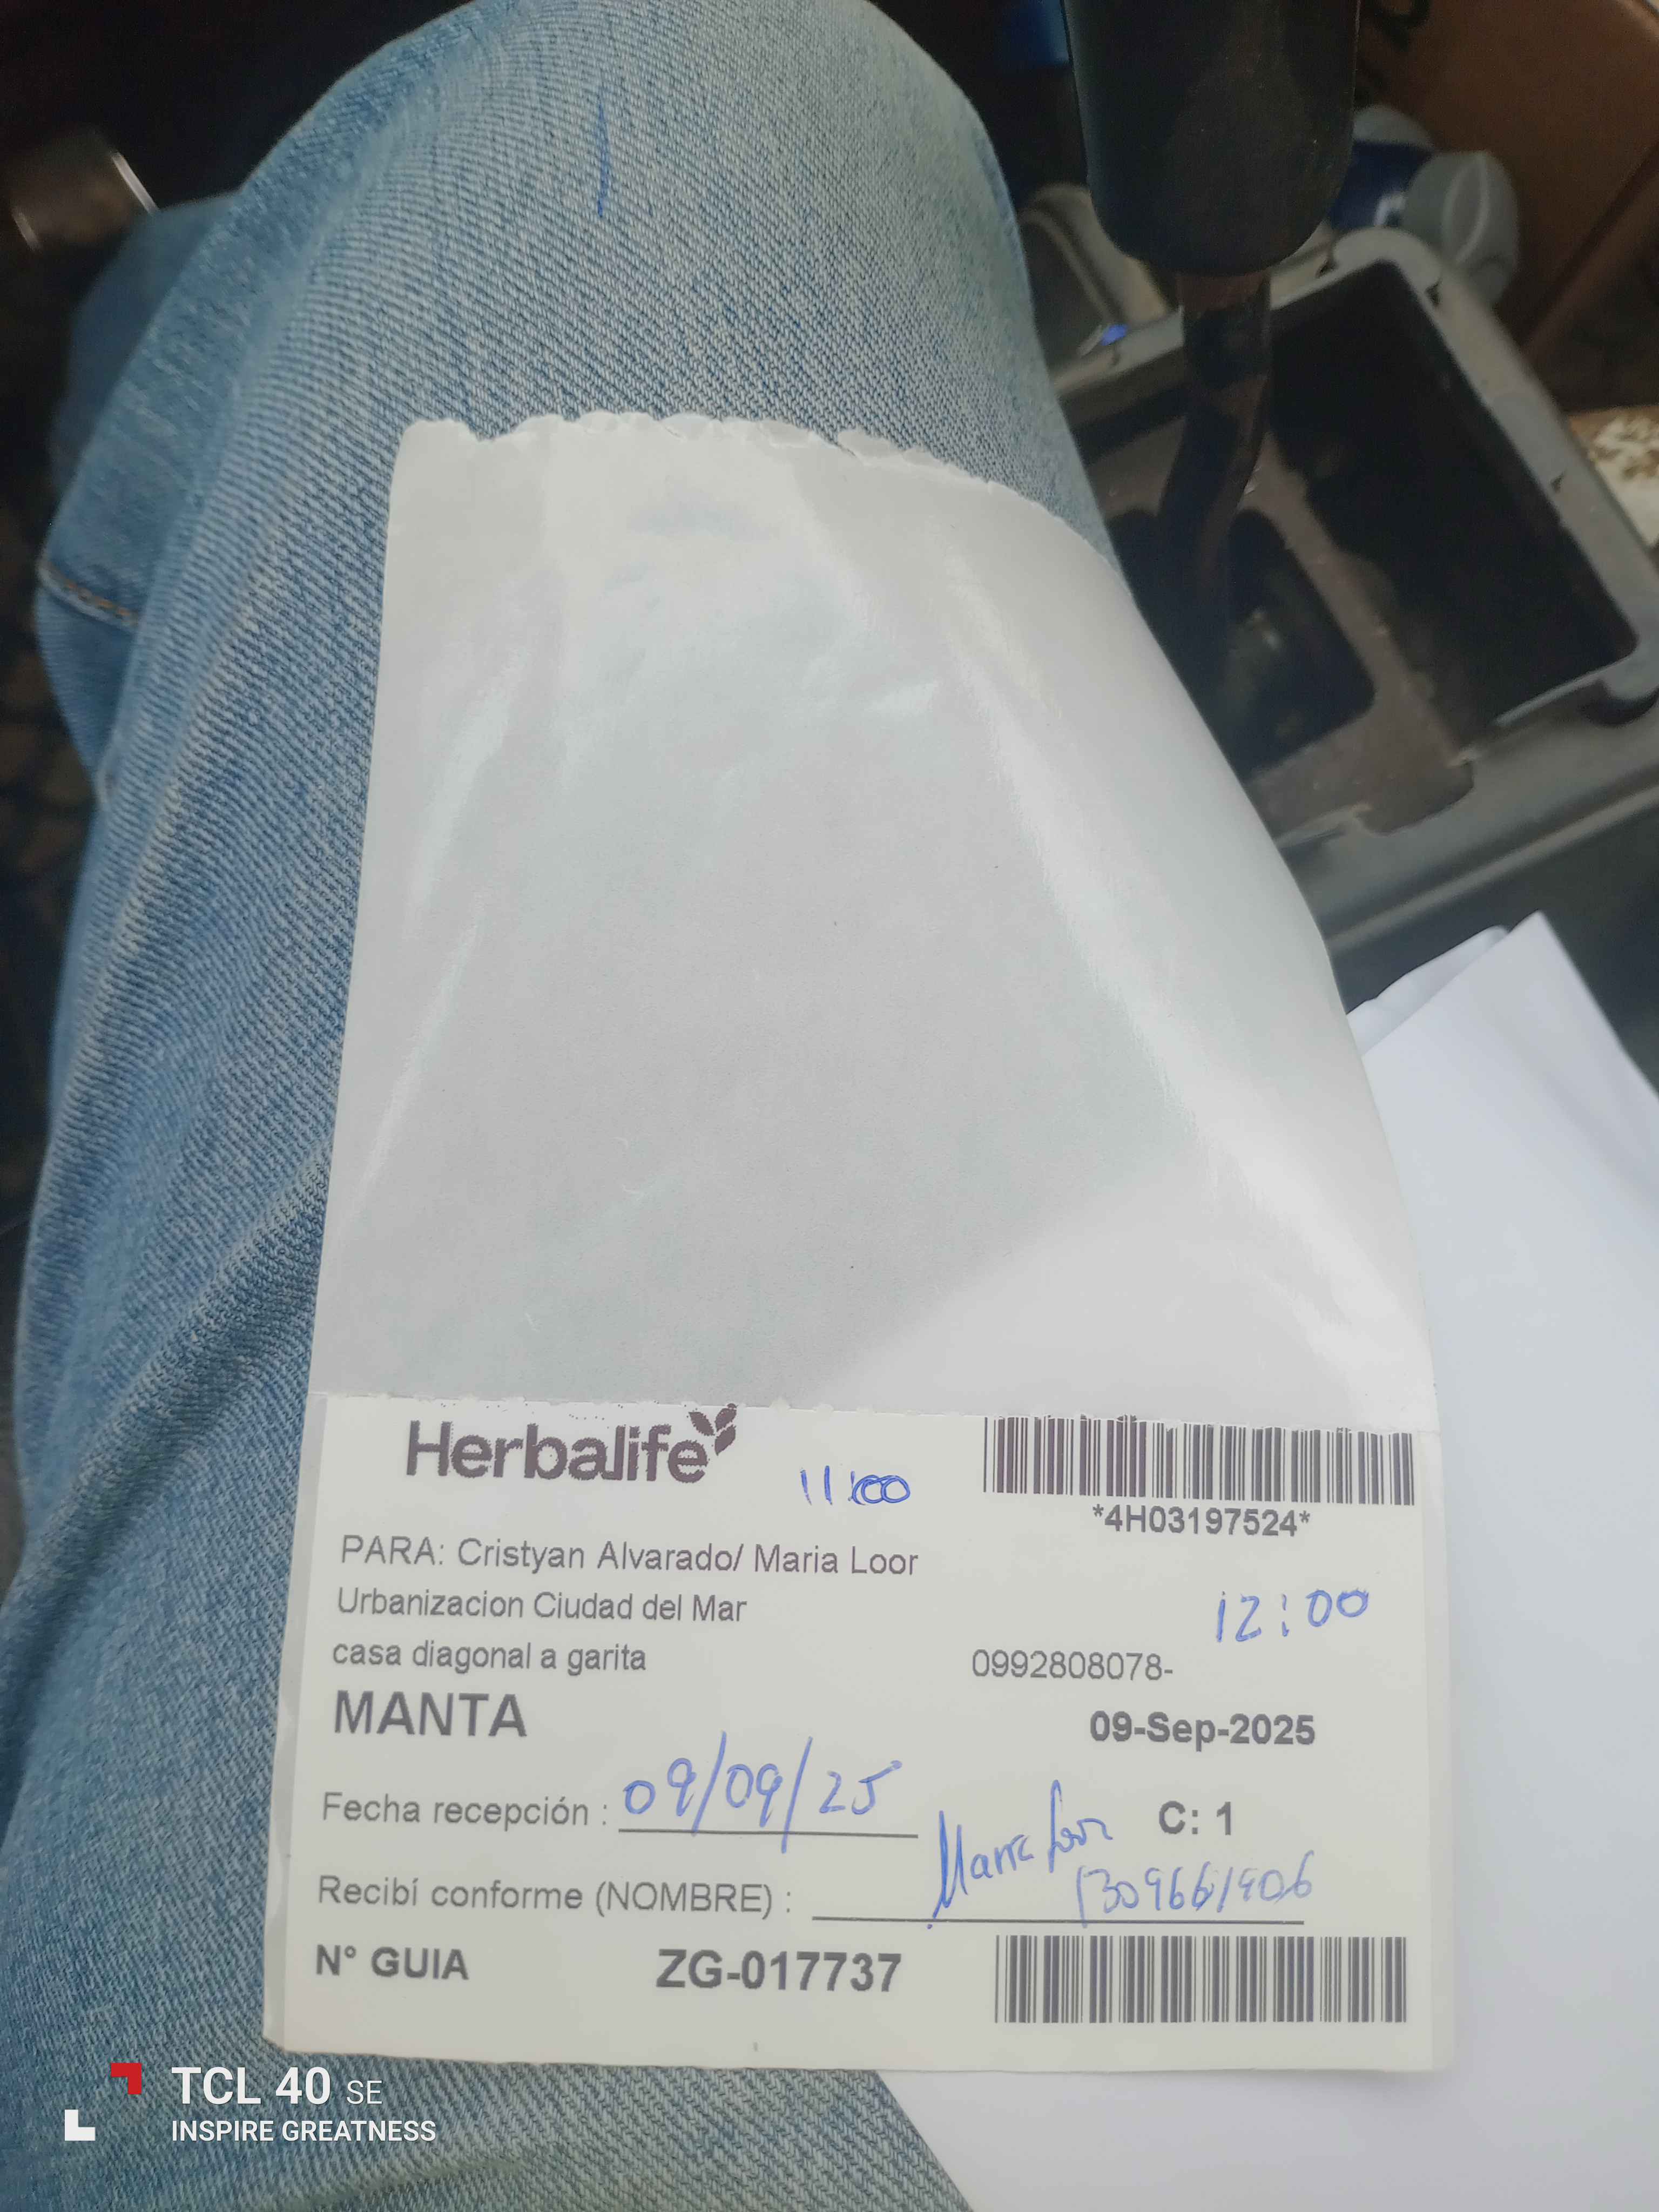 Herbalife
11:00
*4H03197524*
PARA: Cristyan Alvarado/ Maria Loor
Urbanizacion Ciudad del Mar
12:00
casa diagonal a garita
0992808078-
MANTA
09-Sep-2025
Fecha recepción : 09/09/25
C: 1
Recibí conforme (NOMBRE) : Maria Loor
N° GUIA ZG-017737
TCL 40 SE
INSPIRE GREATNESS